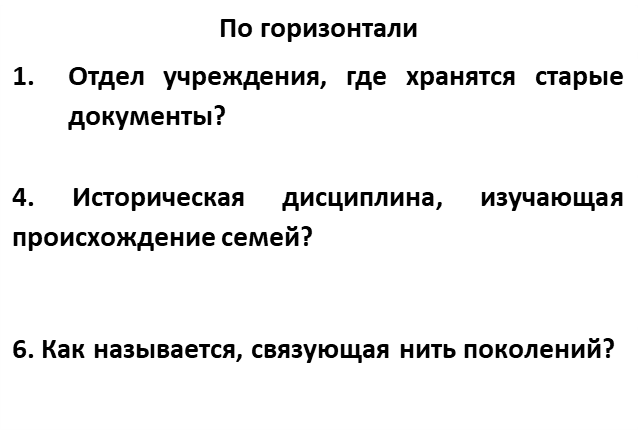 По горизонтали
1. Отдел учреждения, где хранятся старые
документы?
4. Историческая дисциплина, изучающая
происхождение семей?
6. Как называется, связующая нить поколений?